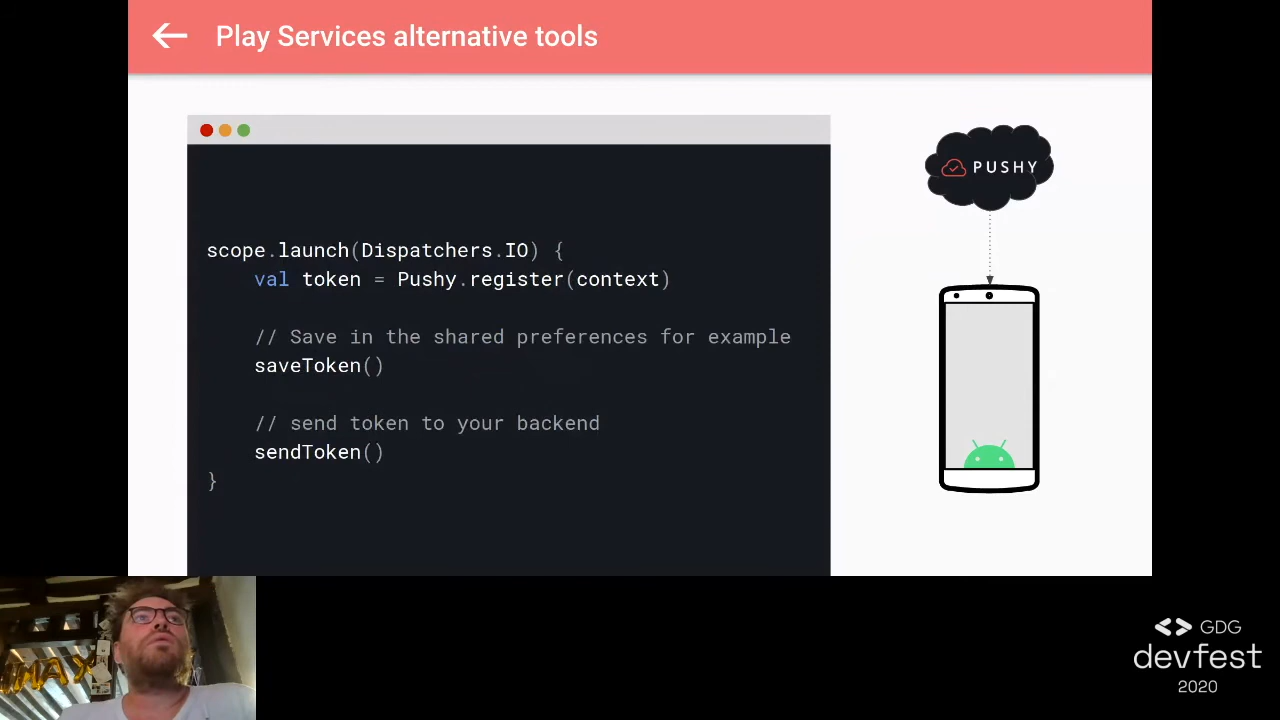 Play Services alternative tools
PUSHY
scope.launch(Dispatchers.IO) {
val token = Pushy.register(context)
// Save in the shared preferences for example
saveToken()
// send token to your backend
sendToken()
}
<> GDG
devfest
2020